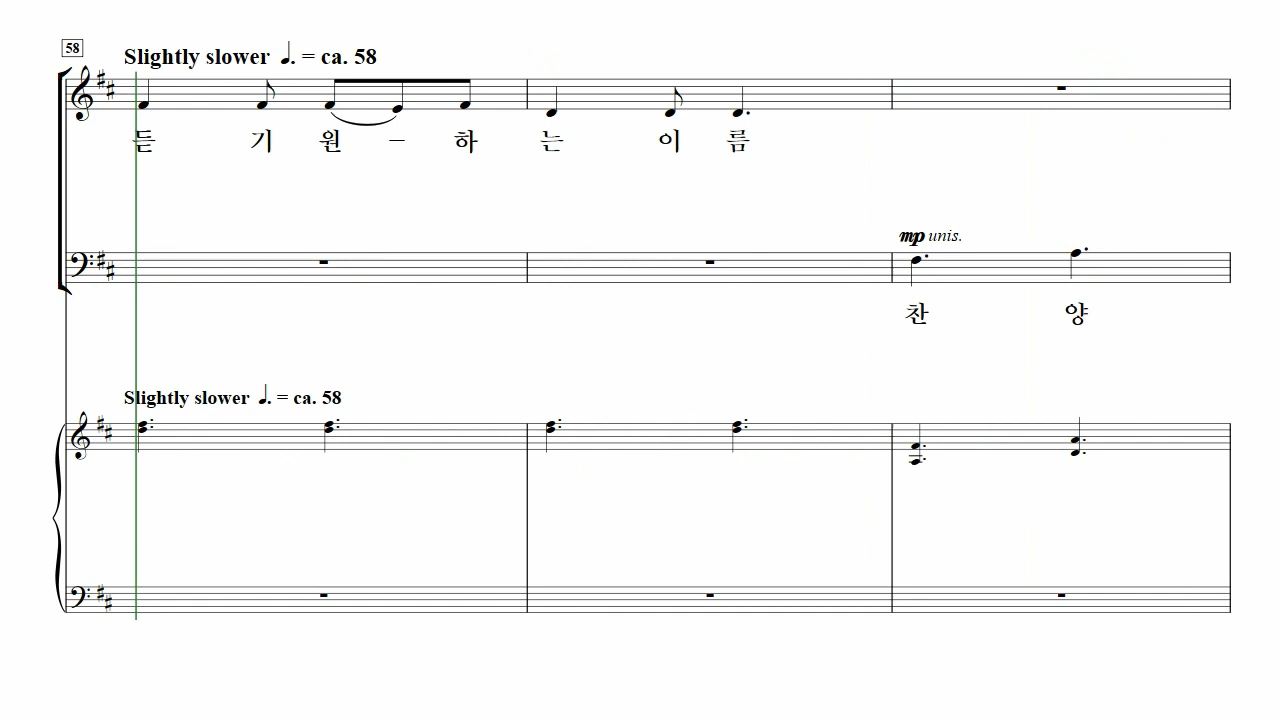 58
Slightly slower ♩. = ca. 58
듣 기 원 – 하 는 이 름
mp unis.
찬 양
Slightly slower ♩. = ca. 58